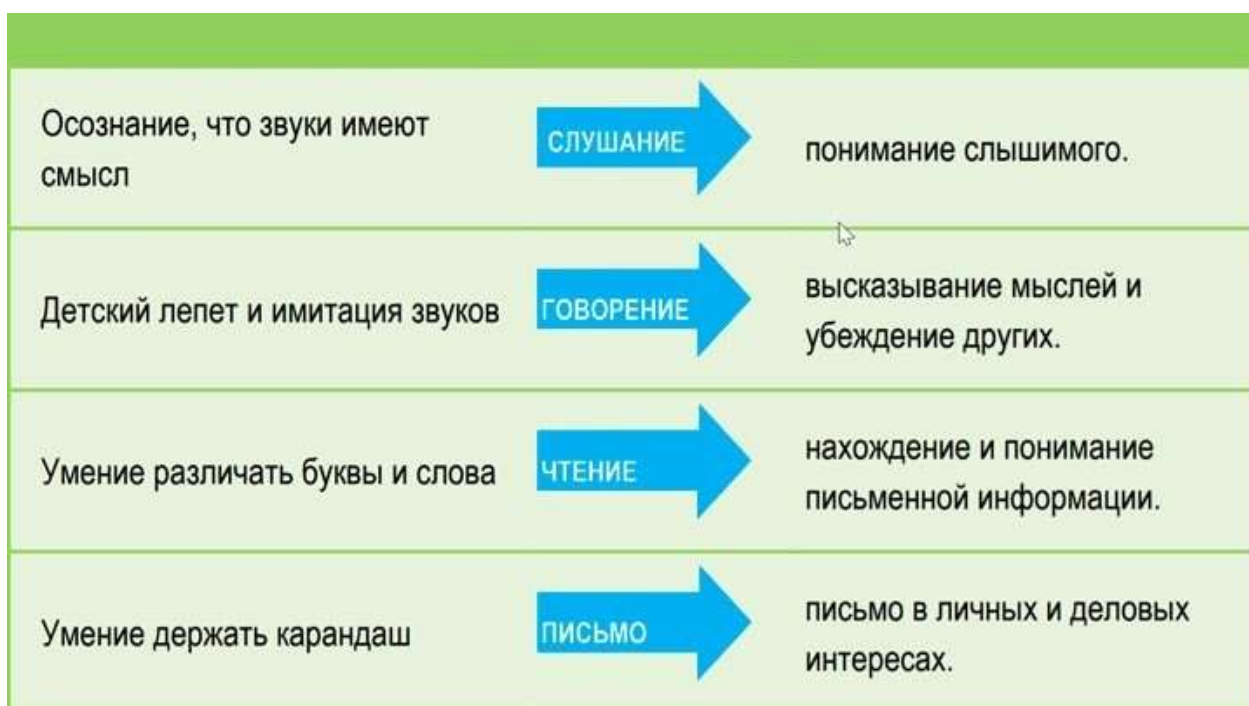 Осознание, что звуки имеют
смысл
СЛУШАНИЕ
понимание слышимого.
Детский лепет и имитация звуков
ГОВОРЕНИЕ
высказывание мыслей и
убеждение других.
Умение различать буквы и слова
ЧТЕНИЕ
нахождение и понимание
письменной информации.
Умение держать карандаш
ПИСЬМО
письмо в личных и деловых
интересах.